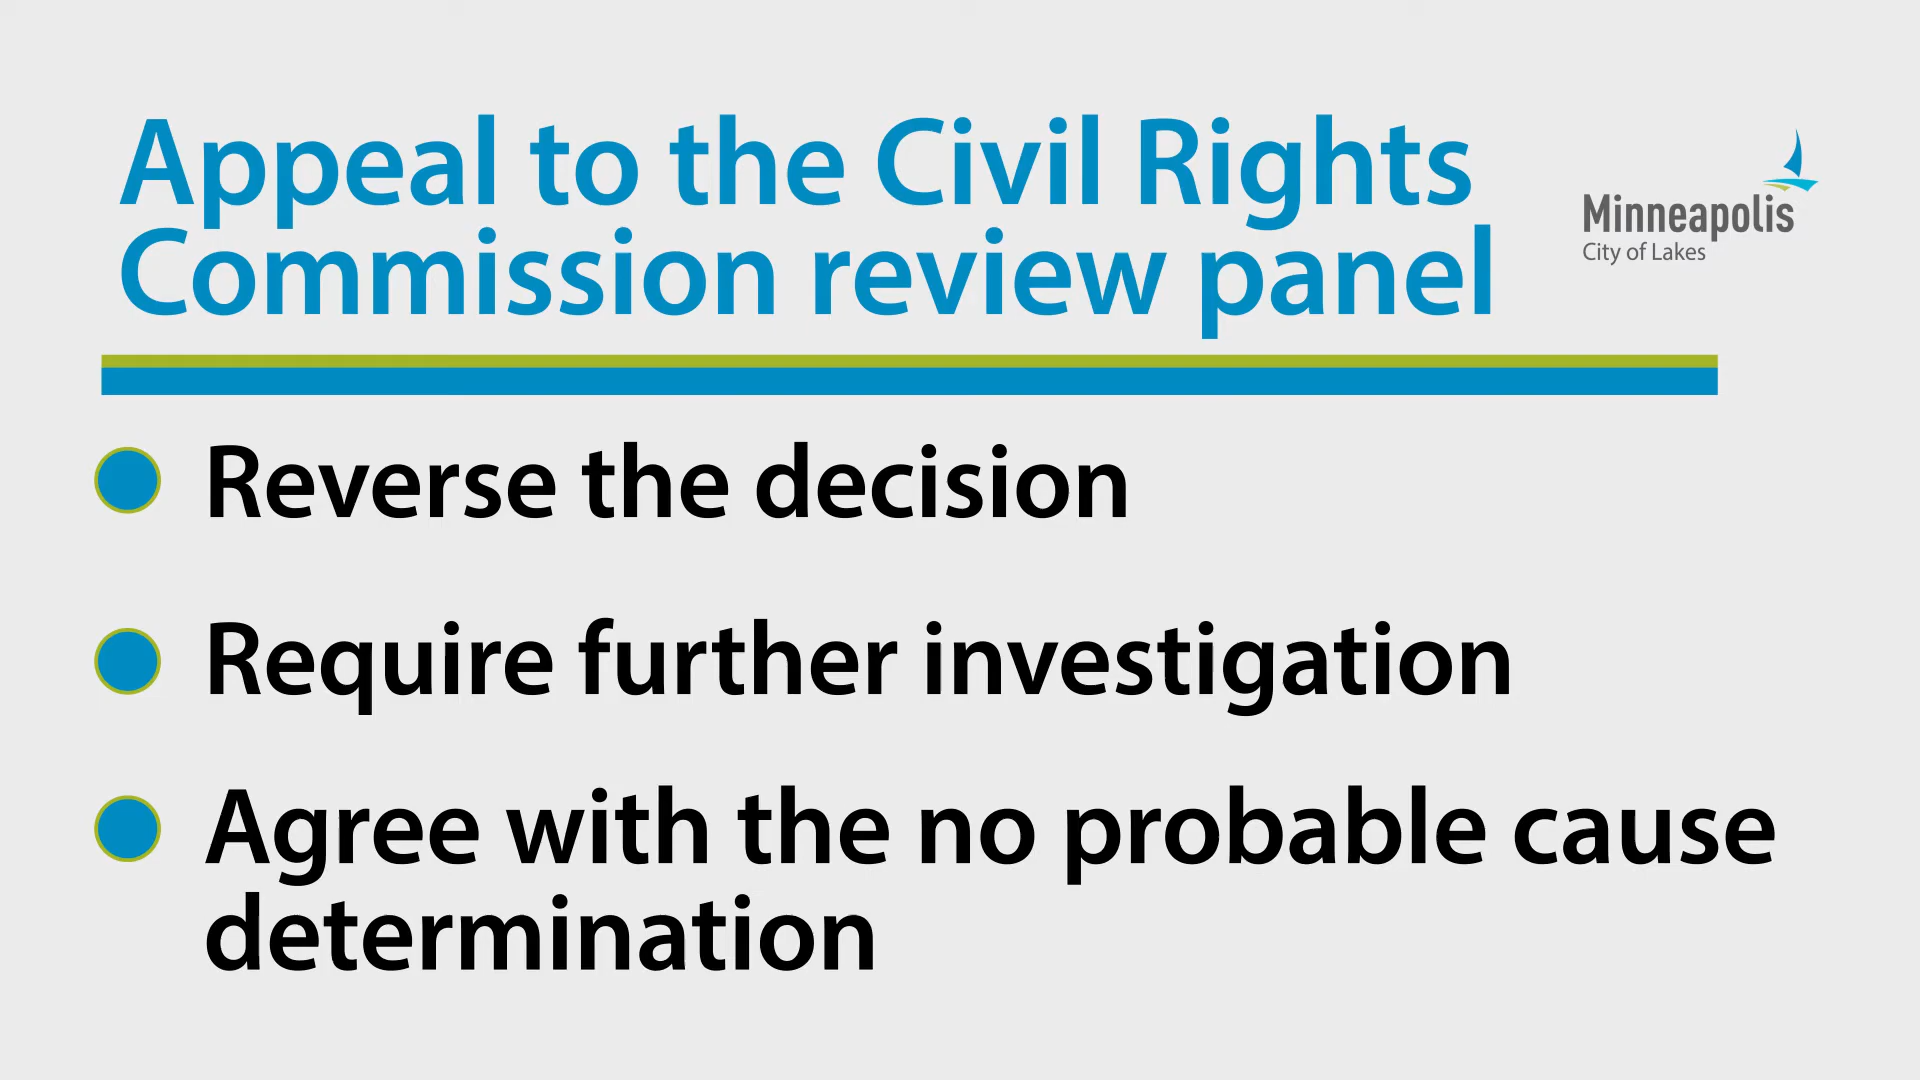 Appeal to the Civil Rights
Commission review panel
Minneapolis
City of Lakes
Reverse the decision
Require further investigation
Agree with the no probable cause
determination